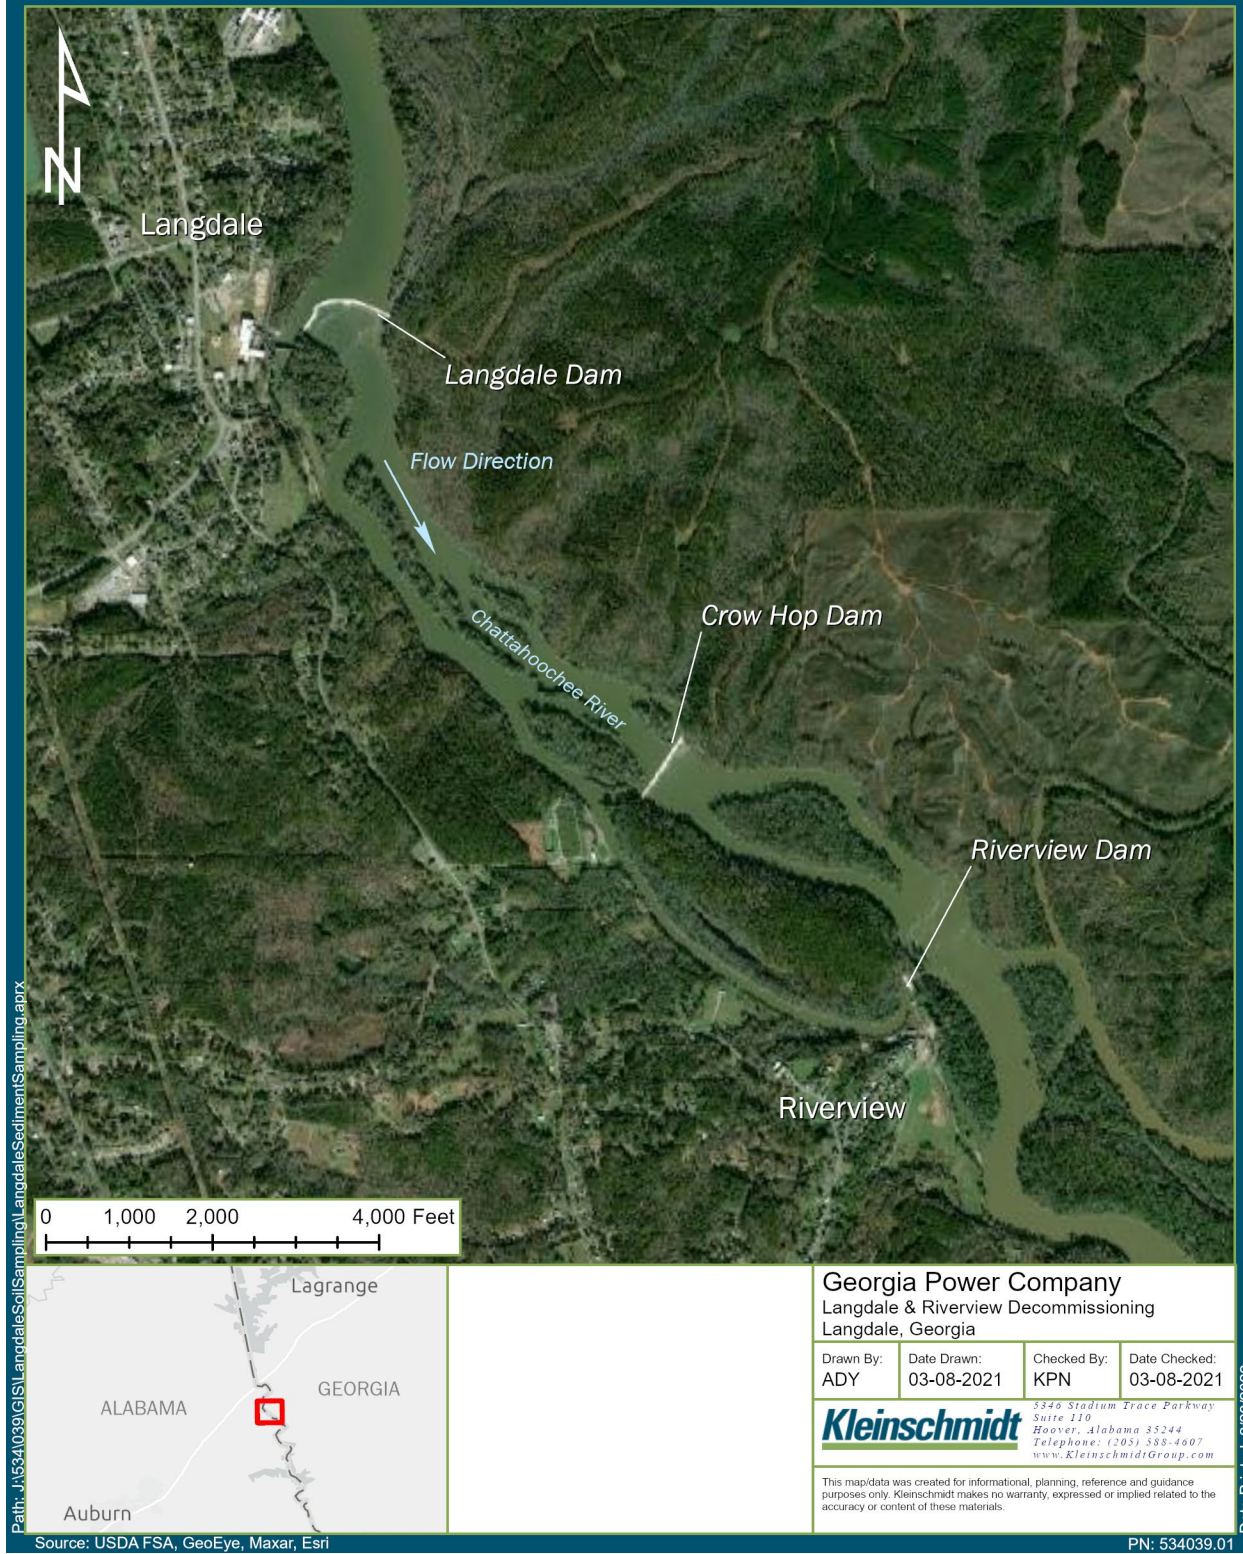 N
Langdale
Langdale Dam
Flow Direction
Crow Hop Dam
Chattahoochee River
Riverview Dam
Riverview
0 1,000 2,000 4,000 Feet
Path: J:\534\039\GIS\LangdaleSoilSampling\LangdaleSedimentSampling.aprx
Lagrange
GEORGIA
ALABAMA
Auburn
Georgia Power Company
Langdale & Riverview Decommissioning
Langdale, Georgia
Drawn By: Date Drawn: Checked By: Date Checked:
ADY 03-08-2021 KPN 03-08-2021
Kleinschmidt
5346 Stadium Trace Parkway
Suite 110
Hoover, Alabama 35244
Telephone: (205) 588-4607
www.KleinschmidtGroup.com
This map/data was created for informational, planning, reference and guidance
purposes only. Kleinschmidt makes no warranty, expressed or implied related to the
accuracy or content of these materials.
Source: USDA FSA, GeoEye, Maxar, Esri
PN: 534039.01